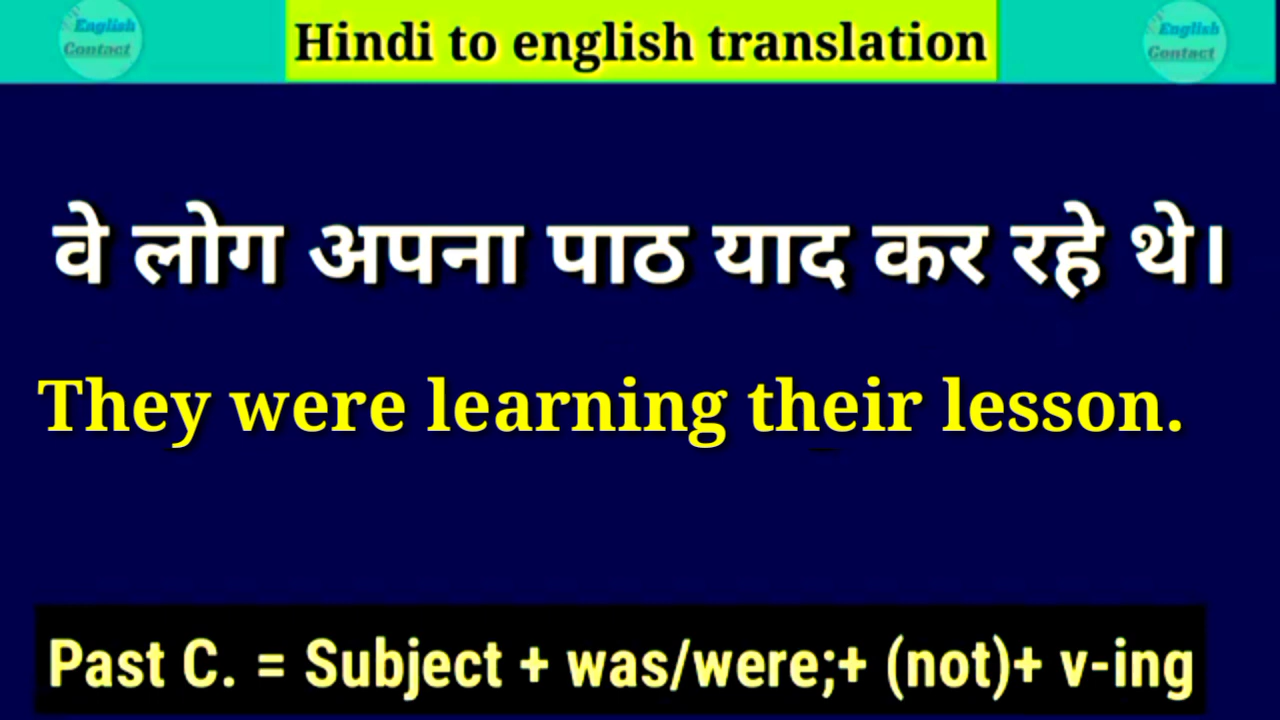 English
Contact
Hindi to english translation
English
Contact
वे लोग अपना पाठ याद कर रहे थे।
They were learning their lesson.
Past C. = Subject + was/were;+ (not)+ v-ing